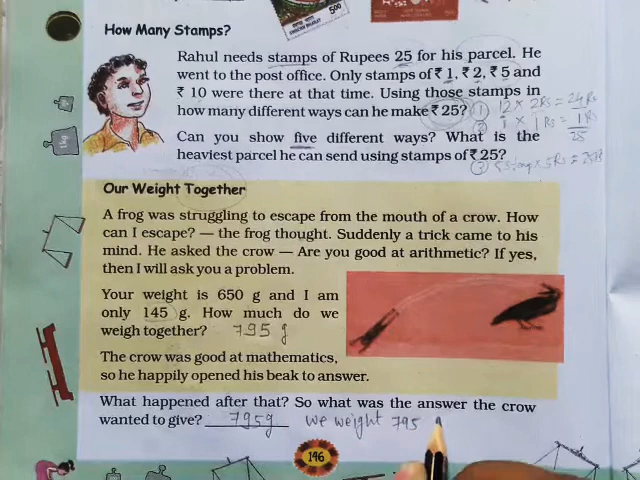 500
How Many Stamps?
Rahul needs stamps of Rupees 25 for his parcel. He
went to the post office. Only stamps of ₹ 1, ₹ 2, ₹ 5 and
₹ 10 were there at that time. Using those stamps in
how many different ways can he make ₹ 25?
① 12 × 2Rs = 24Rs
② 1 × 1Rs = 1Rs
25
Can you show five different ways? What is the
heaviest parcel he can send using stamps of ₹ 25?
1kg
Our Weight Together
A frog was struggling to escape from the mouth of a crow. How
can I escape? — the frog thought. Suddenly a trick came to his
mind. He asked the crow — Are you good at arithmetic? If yes,
then I will ask you a problem.
Your weight is 650 g and I am
only 145 g. How much do we
weigh together? 795 g
The crow was good at mathematics,
so he happily opened his beak to answer.
What happened after that? So what was the answer the crow
wanted to give? 795g we weight 795
146